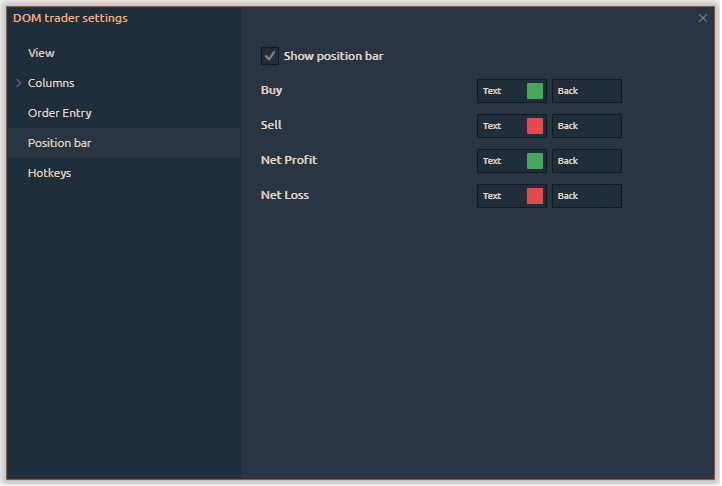 DOM trader settings
View
Columns
Order Entry
Position bar
Hotkeys
Show position bar
Buy Text Back
Sell Text Back
Net Profit Text Back
Net Loss Text Back